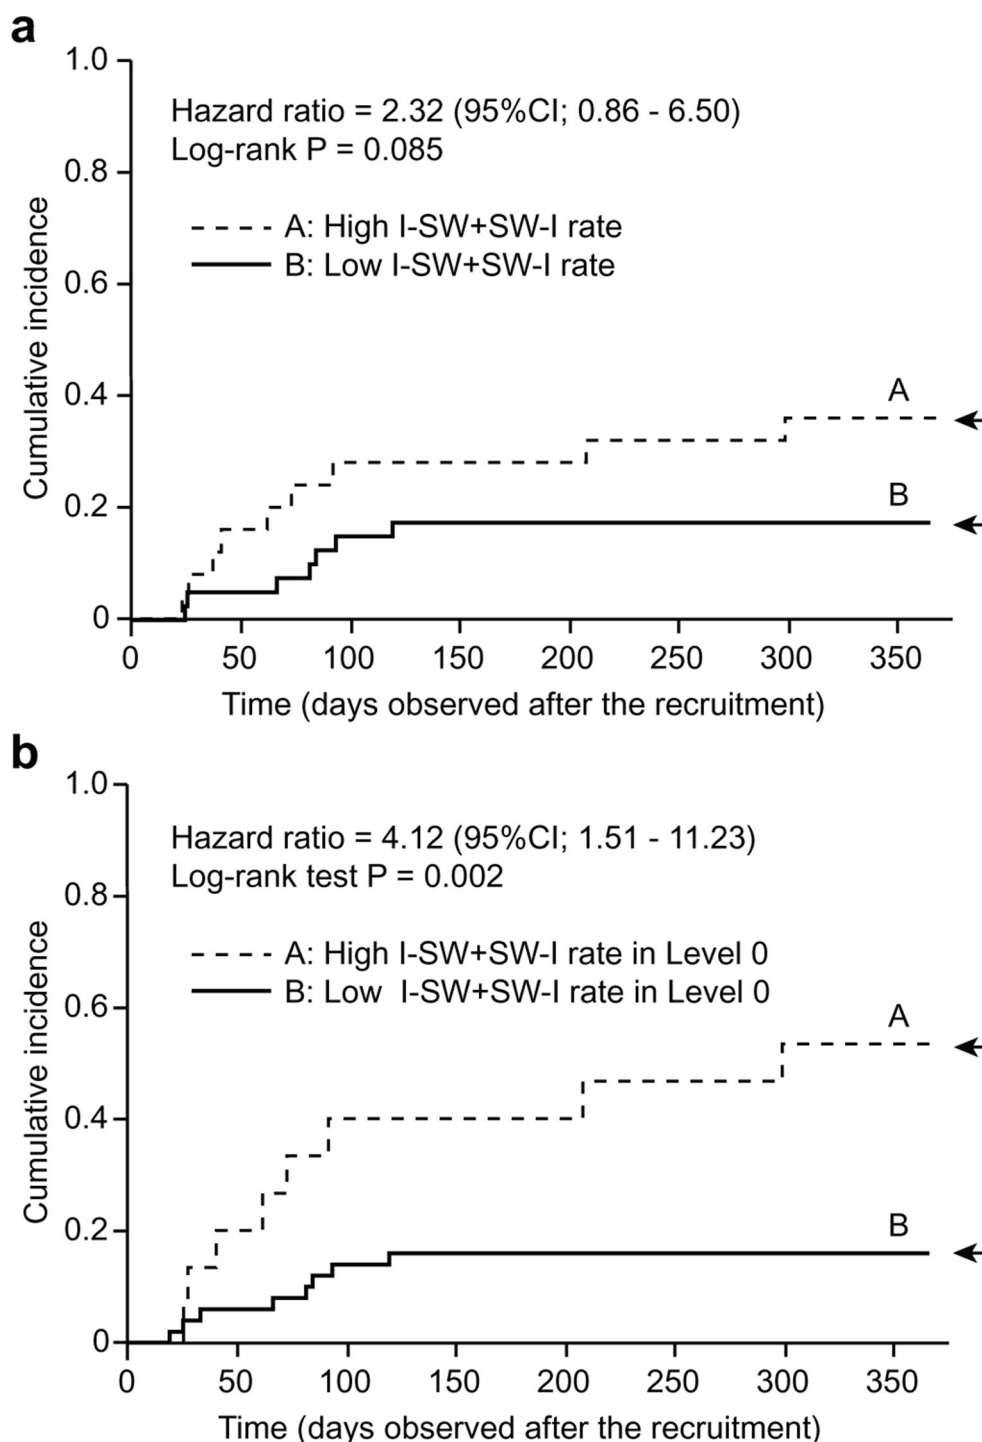 a
1.0
Hazard ratio = 2.32 (95%CI; 0.86 - 6.50)
Log-rank P = 0.085
0.8
A: High I-SW+SW-I rate
B: Low I-SW+SW-I rate
0.6
Cumulative incidence
0.4
A
0.2
B
0
0 50 100 150 200 250 300 350
Time (days observed after the recruitment)
b
1.0
Hazard ratio = 4.12 (95%CI; 1.51 - 11.23)
Log-rank test P = 0.002
0.8
A: High I-SW+SW-I rate in Level 0
B: Low I-SW+SW-I rate in Level 0
0.6
Cumulative incidence
A
0.4
0.2
B
0
0 50 100 150 200 250 300 350
Time (days observed after the recruitment)